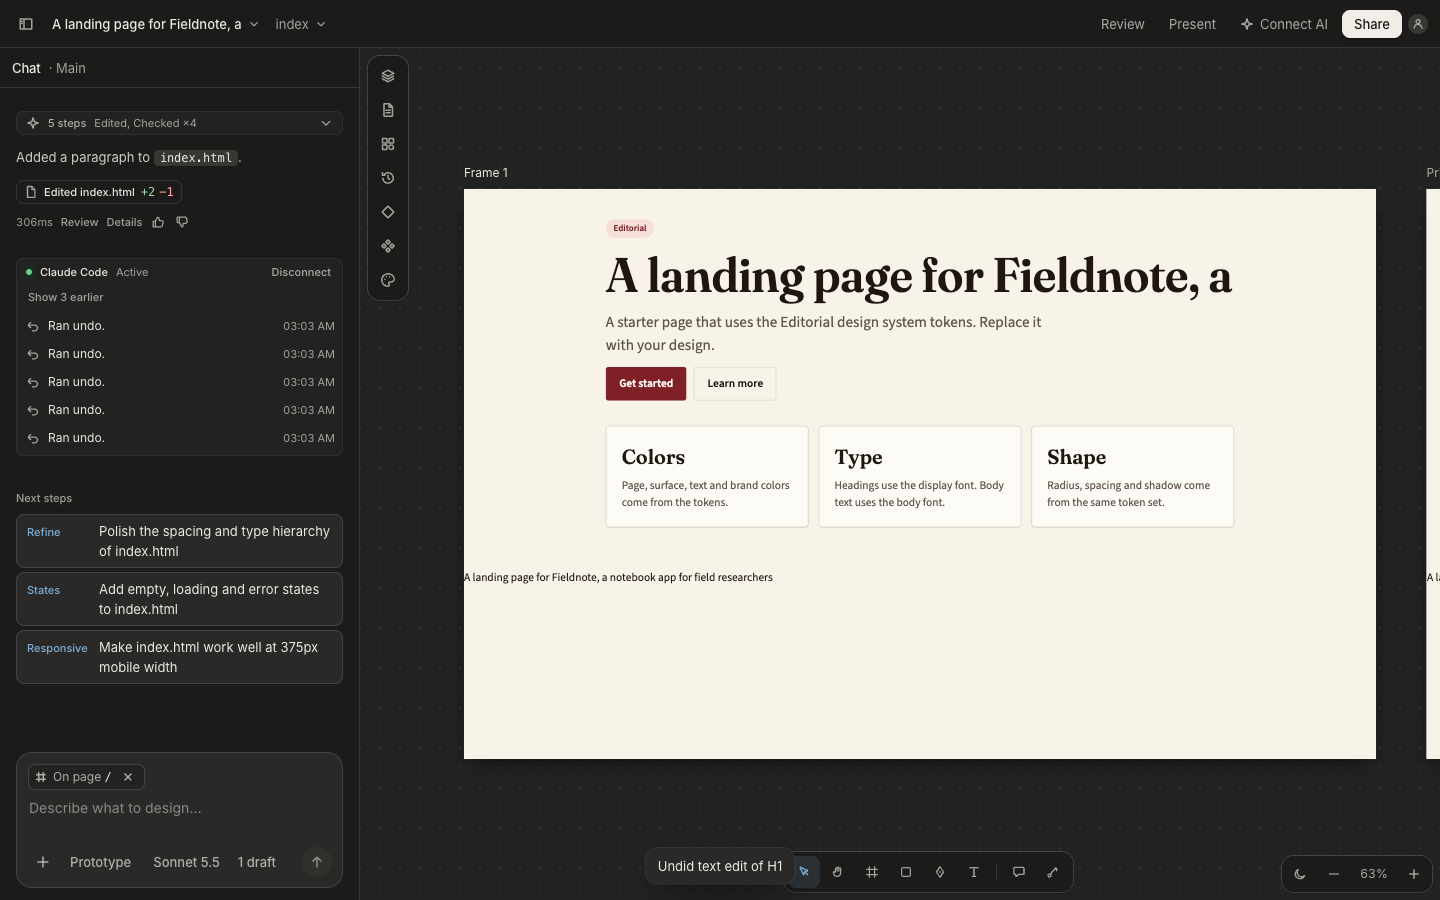 A landing page for Fieldnote, a
index
Review
Present
Connect AI
Share
Chat · Main
5 steps Edited, Checked ×4
Added a paragraph to index.html.
Edited index.html +2 −1
306ms Review Details
Claude Code Active Disconnect
Show 3 earlier
Ran undo. 03:03 AM
Ran undo. 03:03 AM
Ran undo. 03:03 AM
Ran undo. 03:03 AM
Ran undo. 03:03 AM
Next steps
Refine Polish the spacing and type hierarchy
of index.html
States Add empty, loading and error states
to index.html
Responsive Make index.html work well at 375px
mobile width
On page /
Describe what to design...
Prototype Sonnet 5.5 1 draft
Frame 1
Editorial
A landing page for Fieldnote, a
A starter page that uses the Editorial design system tokens. Replace it
with your design.
Get started Learn more
Colors
Page, surface, text and brand colors
come from the tokens.
Type
Headings use the display font. Body
text uses the body font.
Shape
Radius, spacing and shadow come
from the same token set.
A landing page for Fieldnote, a notebook app for field researchers
Pr
A l
Undid text edit of H1
63%